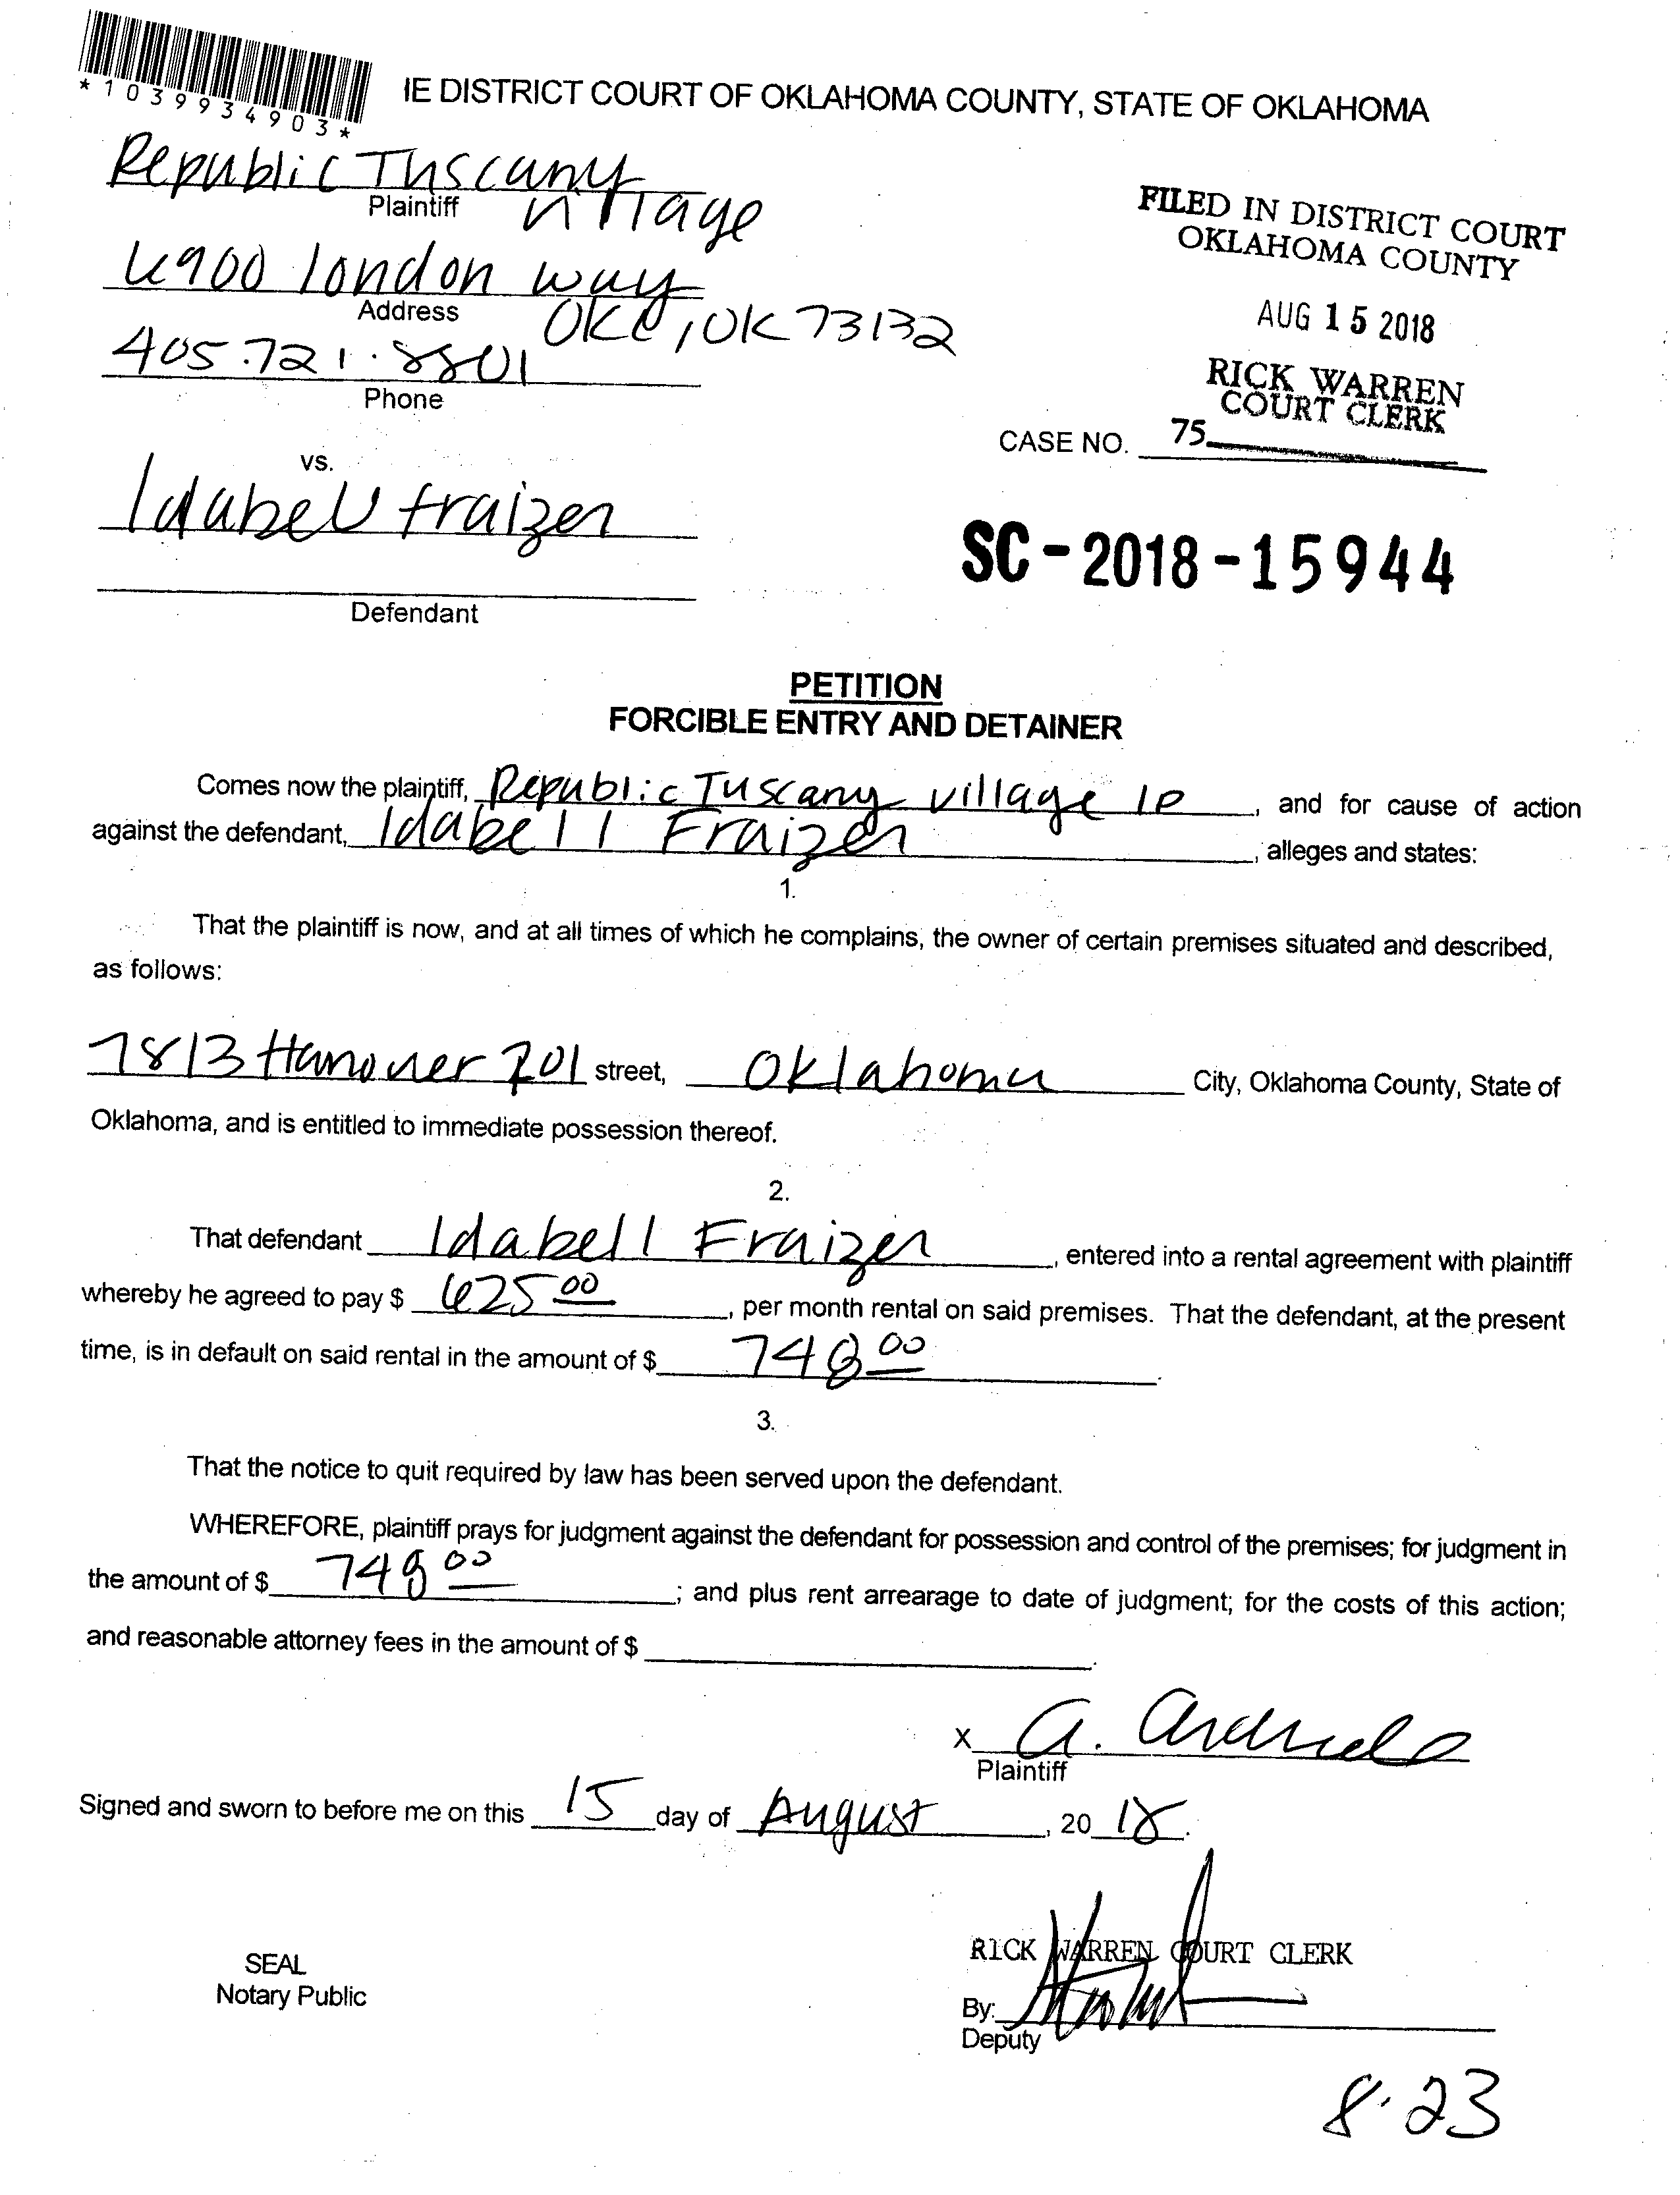 *1039934903*
IE DISTRICT COURT OF OKLAHOMA COUNTY, STATE OF OKLAHOMA
Republic Tuscany
Plaintiff
Village
6900 london way
Address
OKC, OK 73132
405.721.8801
Phone
FILED IN DISTRICT COURT
OKLAHOMA COUNTY
AUG 15 2018
RICK WARREN
COURT CLERK
CASE NO. 75
vs.
Idabell fraizer
Defendant
SC-2018-15944
PETITION
FORCIBLE ENTRY AND DETAINER
Comes now the plaintiff, Republic Tuscany village lp, and for cause of action
against the defendant, Idabell Fraizer, alleges and states:
1.
That the plaintiff is now, and at all times of which he complains, the owner of certain premises situated and described,
as follows:
7813 Hanover 201 street, Oklahoma City, Oklahoma County, State of
Oklahoma, and is entitled to immediate possession thereof.
2.
That defendant Idabell Fraizer, entered into a rental agreement with plaintiff
whereby he agreed to pay $ 625 00, per month rental on said premises. That the defendant, at the present
time, is in default on said rental in the amount of $ 748 00.
3.
That the notice to quit required by law has been served upon the defendant.
WHEREFORE, plaintiff prays for judgment against the defendant for possession and control of the premises; for judgment in
the amount of $ 748 00; and plus rent arrearage to date of judgment; for the costs of this action;
and reasonable attorney fees in the amount of $
X A.
Plaintiff
Signed and sworn to before me on this 15 day of August, 20 18.
SEAL
Notary Public
RICK WARREN COURT CLERK
By:
Deputy
8.23